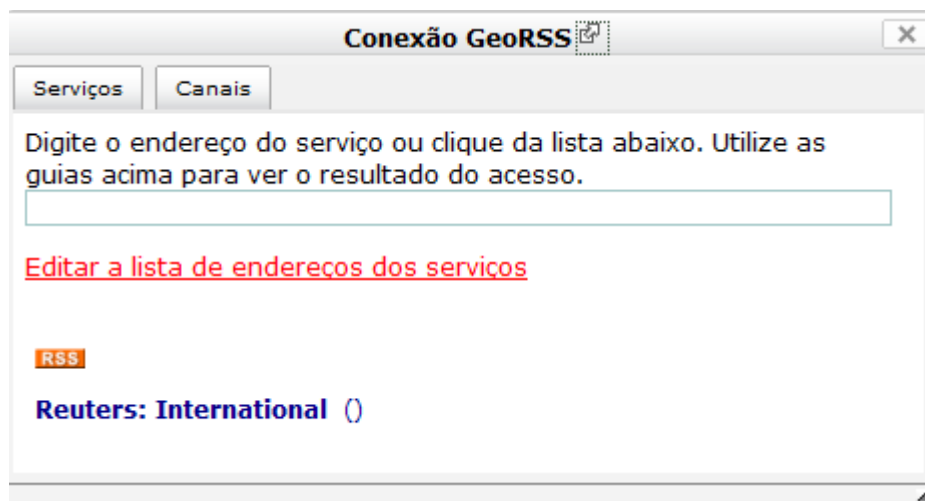 Conexão GeoRSS
Serviços Canais
Digite o endereço do serviço ou clique da lista abaixo. Utilize as
guias acima para ver o resultado do acesso.
Editar a lista de endereços dos serviços
RSS
Reuters: International ()